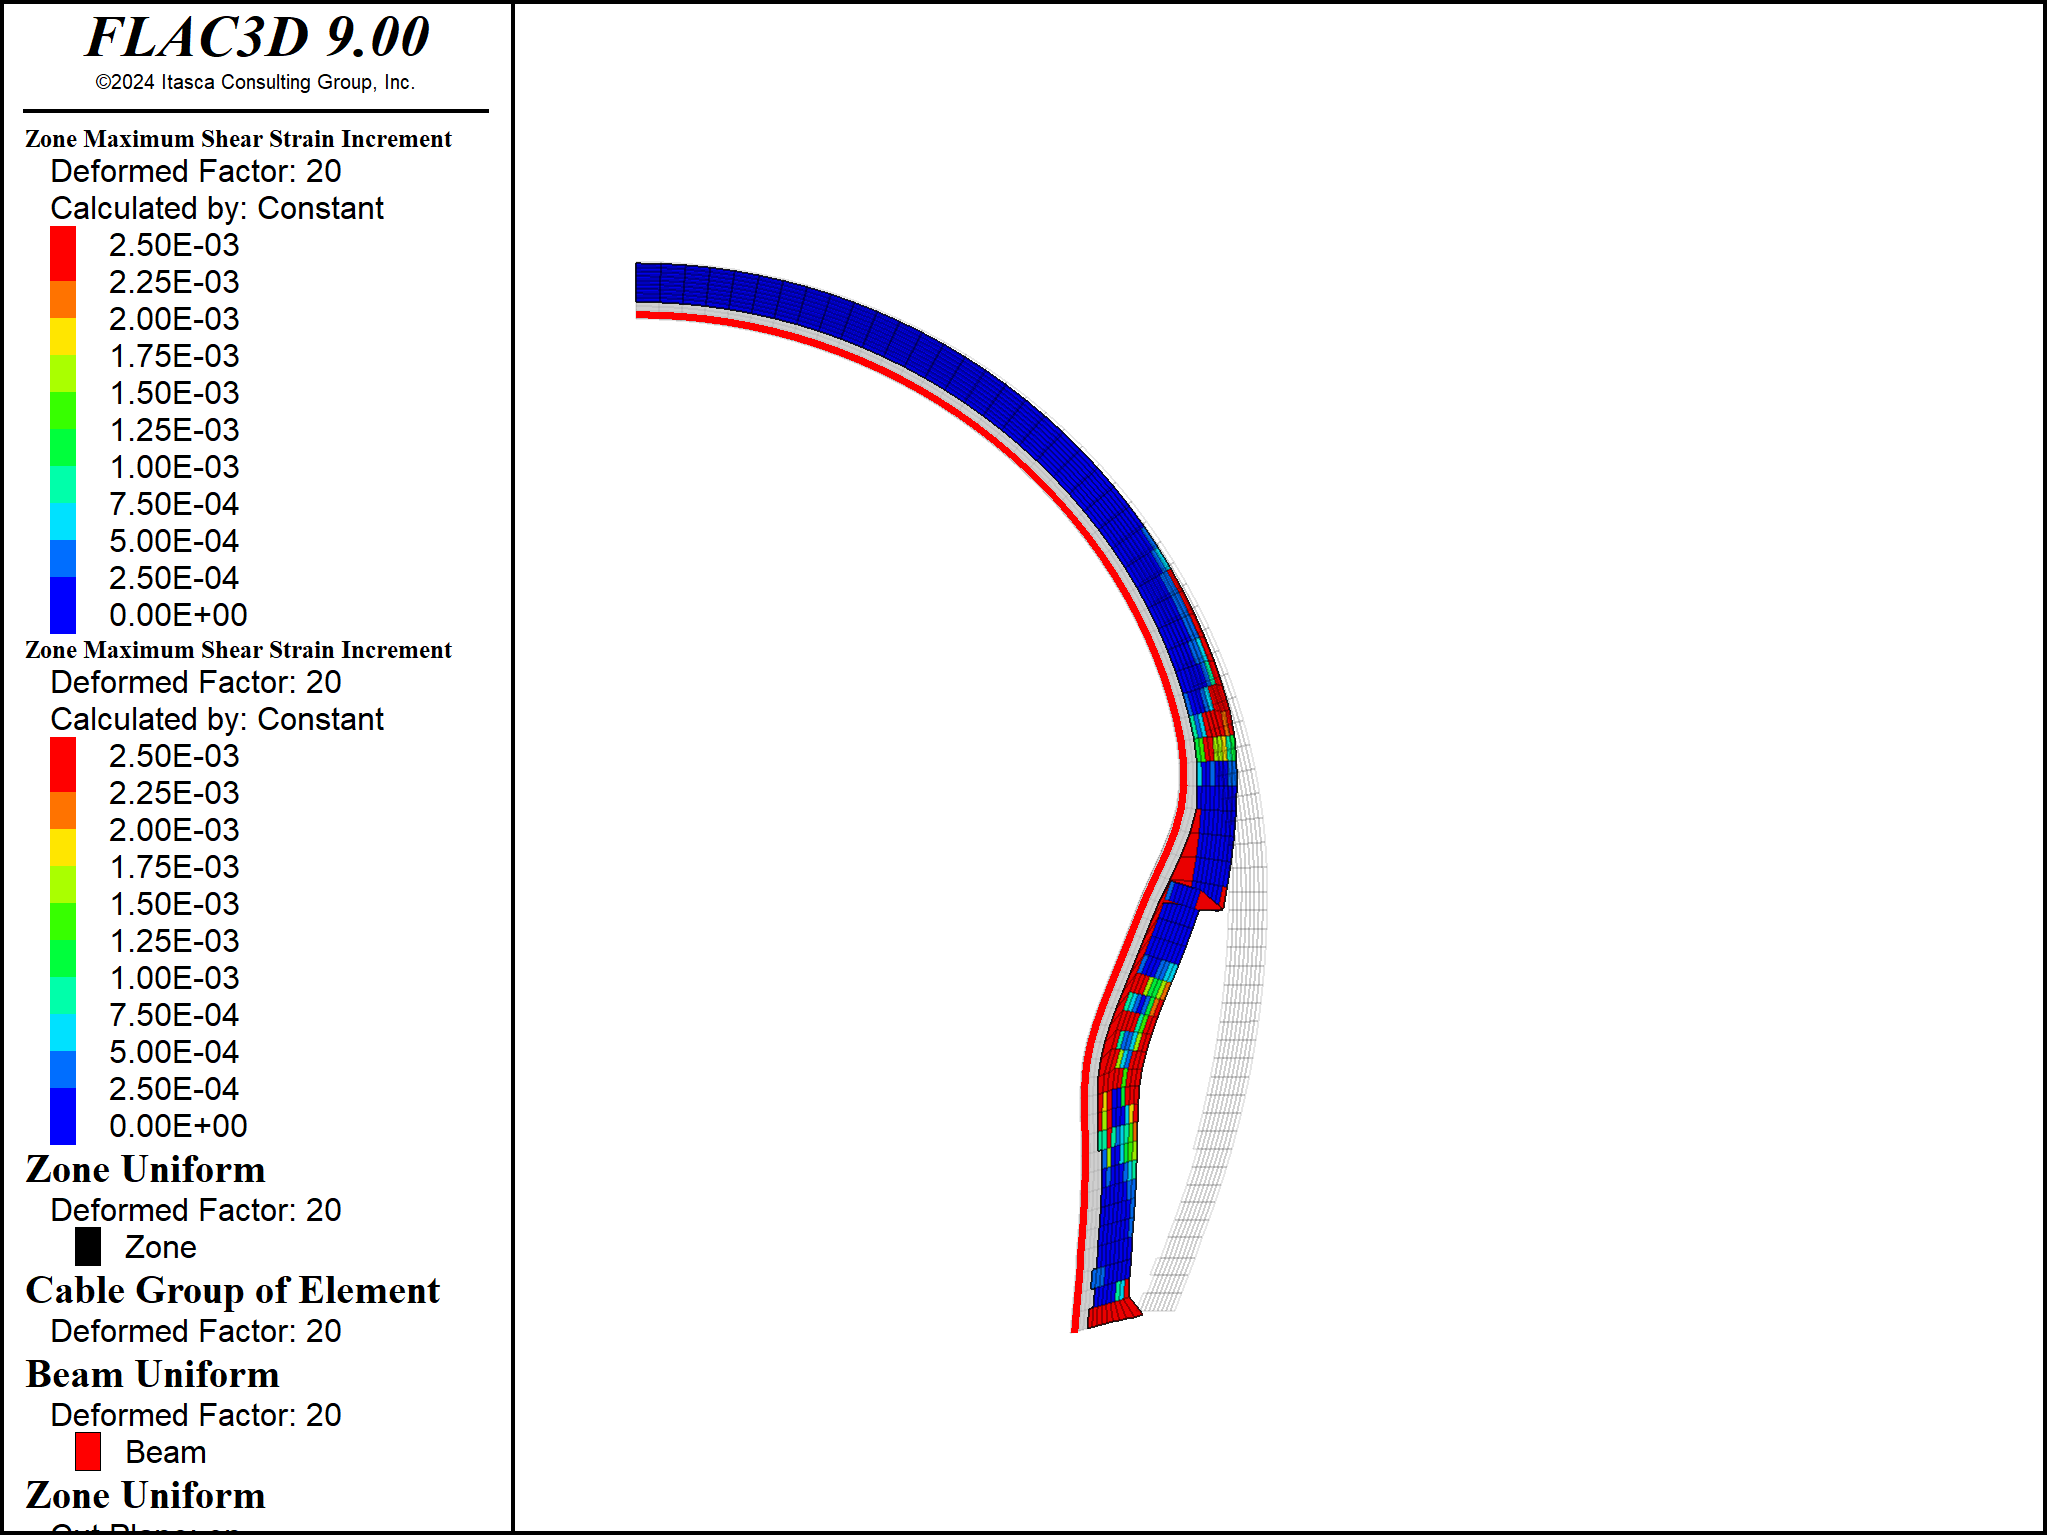 FLAC3D 9.00
©2024 Itasca Consulting Group, Inc.
Zone Maximum Shear Strain Increment
Deformed Factor: 20
Calculated by: Constant
2.50E-03
2.25E-03
2.00E-03
1.75E-03
1.50E-03
1.25E-03
1.00E-03
7.50E-04
5.00E-04
2.50E-04
0.00E+00
Zone Maximum Shear Strain Increment
Deformed Factor: 20
Calculated by: Constant
2.50E-03
2.25E-03
2.00E-03
1.75E-03
1.50E-03
1.25E-03
1.00E-03
7.50E-04
5.00E-04
2.50E-04
0.00E+00
Zone Uniform
Deformed Factor: 20
Zone
Cable Group of Element
Deformed Factor: 20
Beam Uniform
Deformed Factor: 20
Beam
Zone Uniform